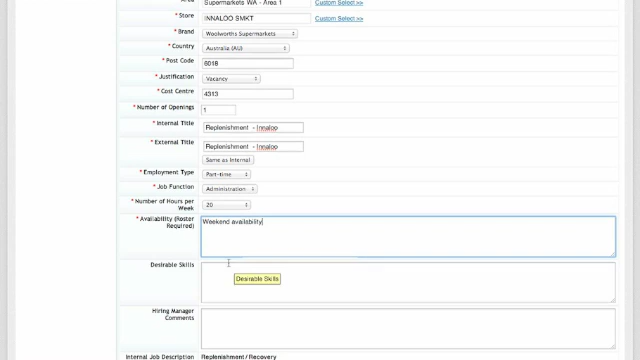 Area Supermarkets WA - Area 1 Custom Select >>
* Store INNALOO SMKT Custom Select >>
* Brand Woolworths Supermarkets
* Country Australia (AU)
* Post Code 6018
* Justification Vacancy
* Cost Centre 4313
* Number of Openings 1
* Internal Title Replenishment - Innaloo
* External Title Replenishment - Innaloo
Same as Internal
* Employment Type Part-time
* Job Function Administration
* Number of Hours per Week 20
* Availability (Roster Required) Weekend availability
Desirable Skills
Desirable Skills
Hiring Manager Comments
Internal Job Description Replenishment/Recovery